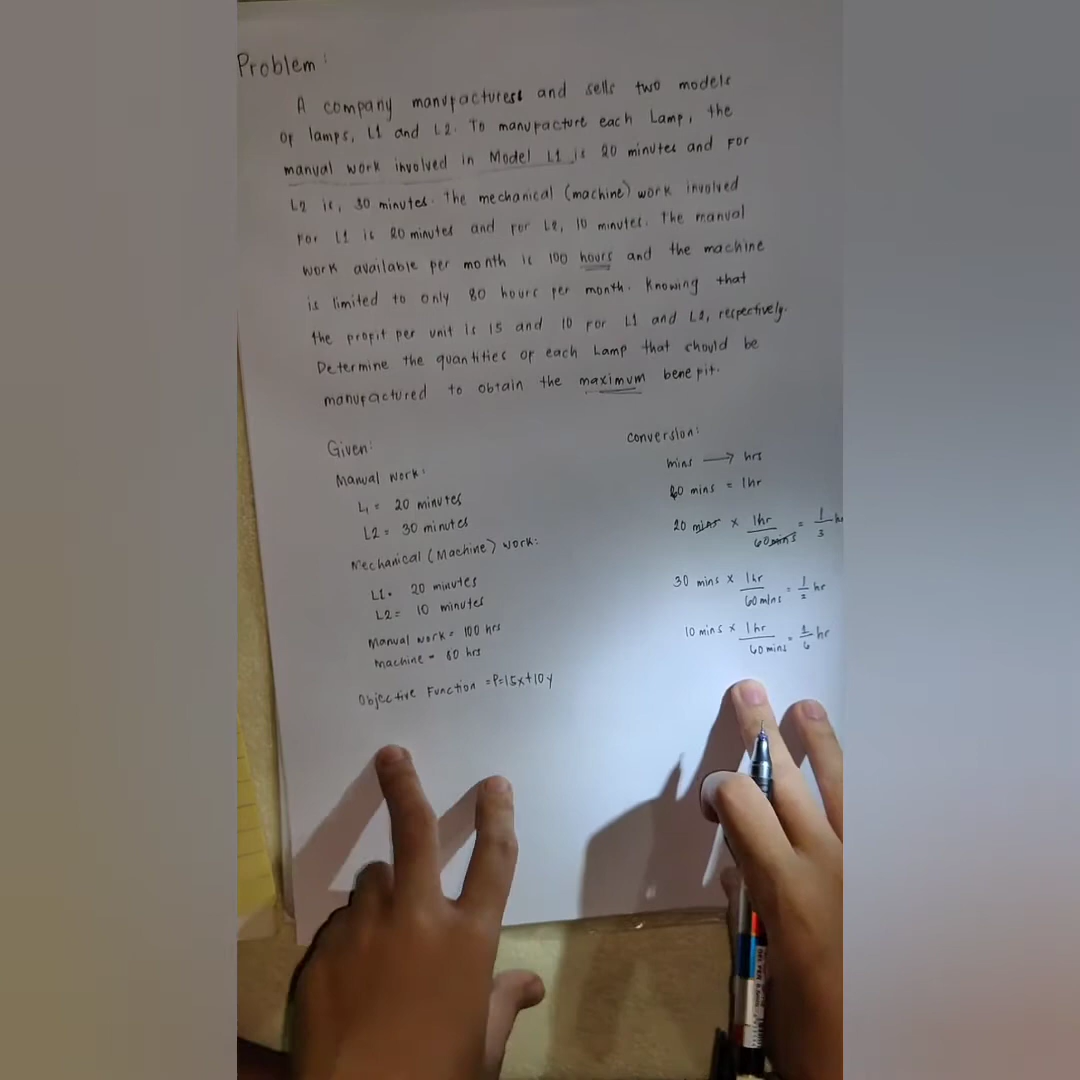 Problem:
A company manufactures and sells two models
of lamps, L1 and L2. To manufacture each Lamp, the
manual work involved in Model L1 is 20 minutes and for
L2 is, 30 minutes. The mechanical (machine) work involved
for L1 is 20 minutes and for L2, 10 minutes. The manual
work available per month is 100 hours and the machine
is limited to only 80 hours per month. Knowing that
the profit per unit is 15 and 10 for L1 and L2, respectively.
Determine the quantities of each Lamp that should be
manufactured to obtain the maximum benefit.
Given:
Manual work:
L1 = 20 minutes
L2 = 30 minutes
Mechanical (Machine) work:
L1 = 20 minutes
L2 = 10 minutes
Manual work = 100 hrs
Machine = 80 hrs
Objective Function = P=15x+10y
Conversion:
mins → hrs
60 mins = 1hr
20 mins × 1hr/60mins = 1/3 h
30 mins × 1hr/60mins = 1/2 hr
10 mins × 1hr/60mins = 1/6 hr